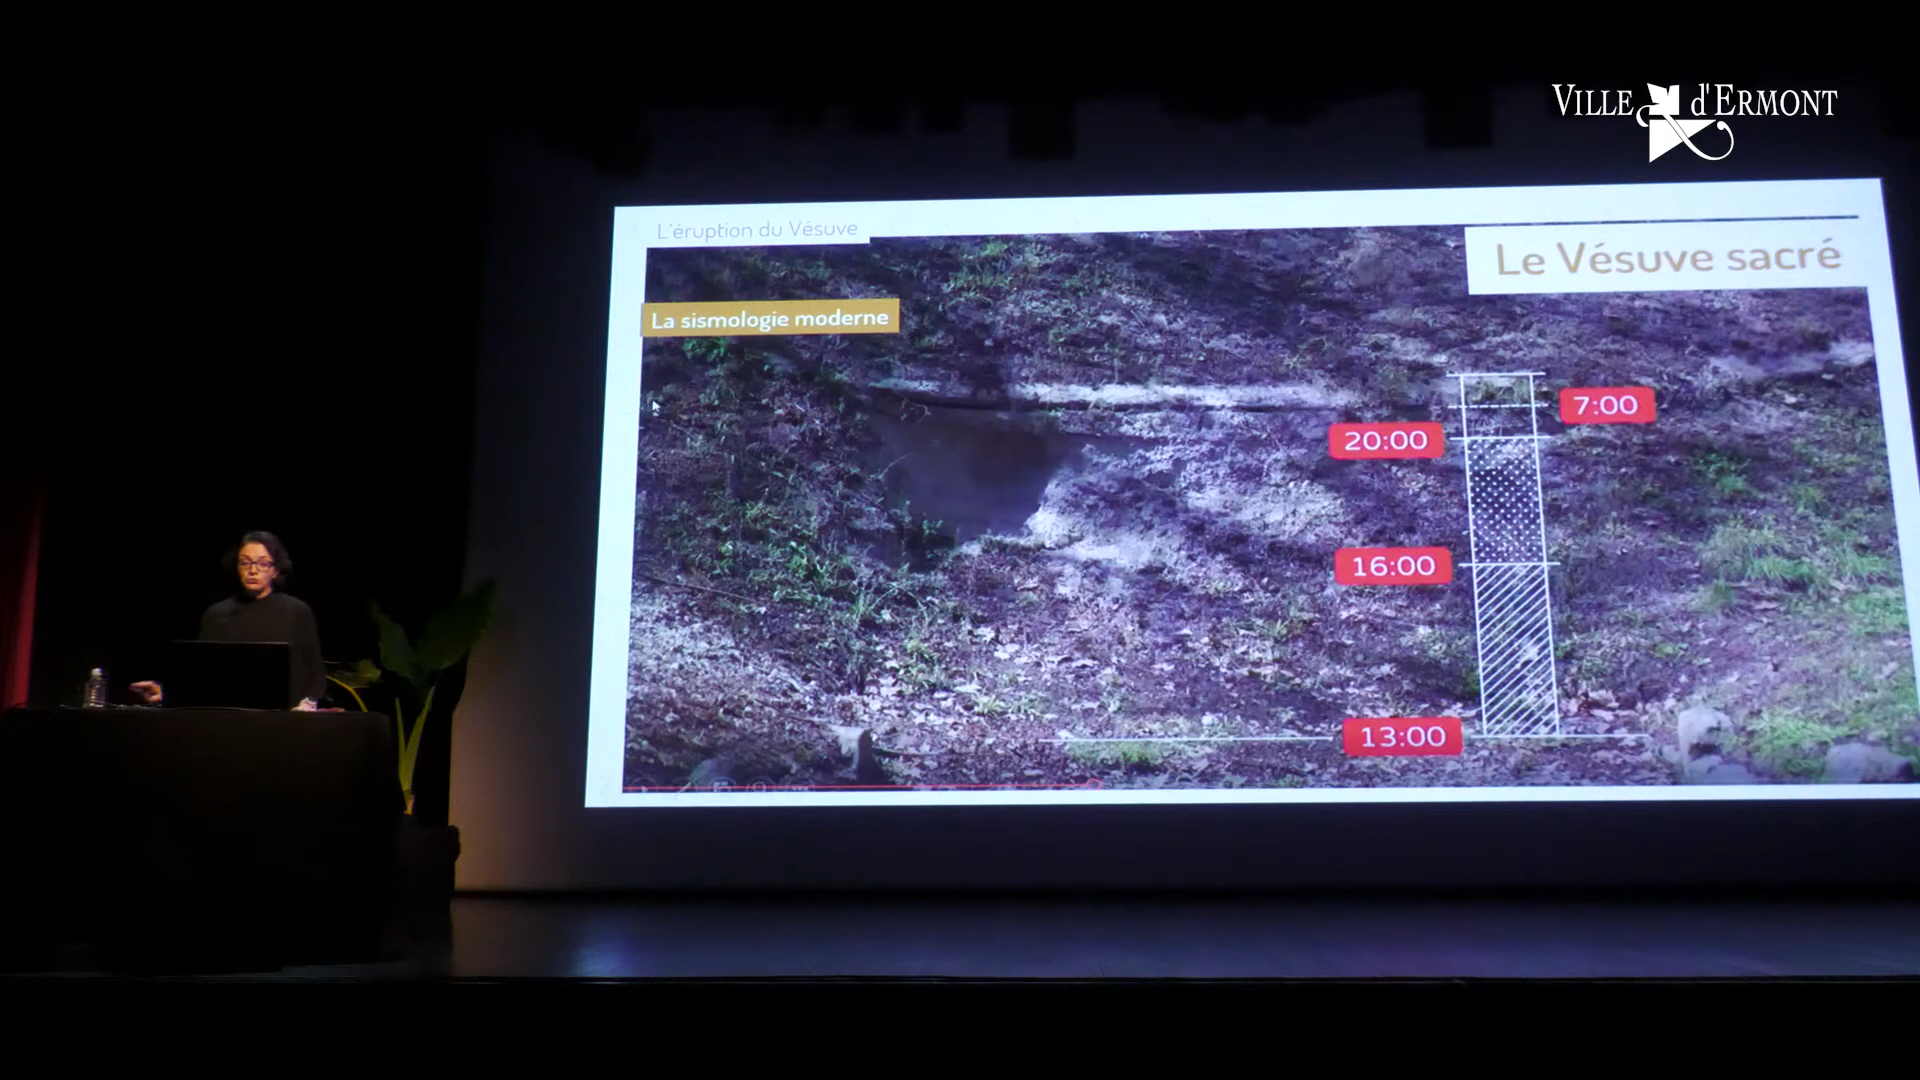 VILLE d'ERMONT
L'éruption du Vésuve
Le Vésuve sacré
La sismologie moderne
7:00
20:00
16:00
13:00